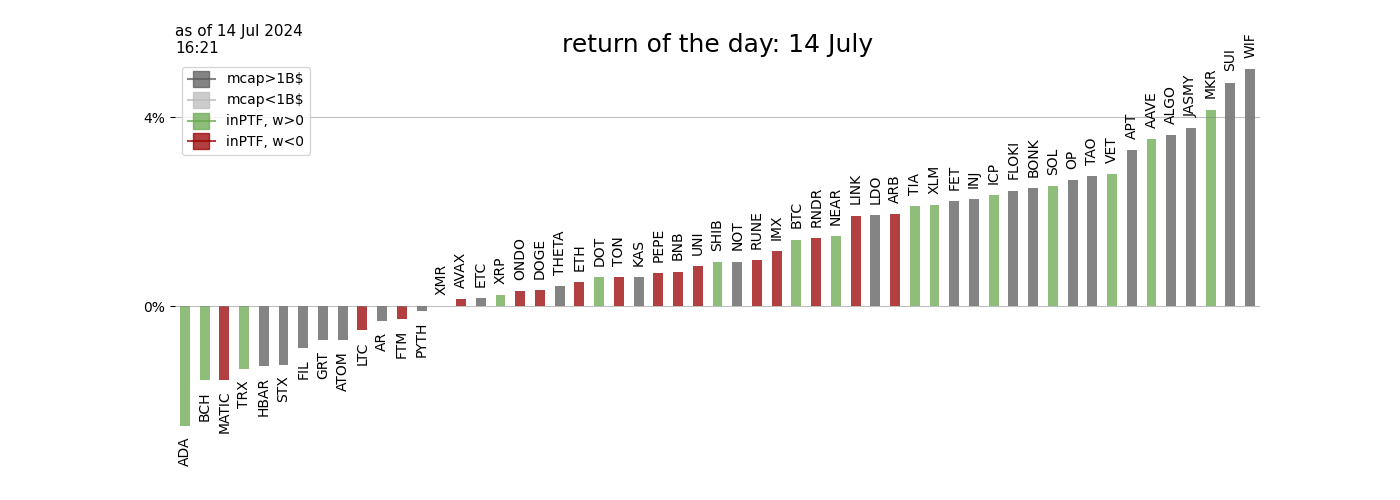 as of 14 Jul 2024
16:21
return of the day: 14 July
mcap>1B$
mcap<1B$
inPTF, w>0
inPTF, w<0
4%
0%
ADA
BCH
MATIC
TRX
HBAR
STX
FIL
GRT
ATOM
LTC
AR
FTM
PYTH
XMR
AVAX
ETC
XRP
ONDO
DOGE
THETA
ETH
DOT
TON
KAS
PEPE
BNB
UNI
SHIB
NOT
RUNE
IMX
BTC
RNDR
NEAR
LINK
LDO
ARB
TIA
XLM
FET
INJ
ICP
FLOKI
BONK
SOL
OP
TAO
VET
APT
AAVE
ALGO
JASMY
MKR
SUI
WIF